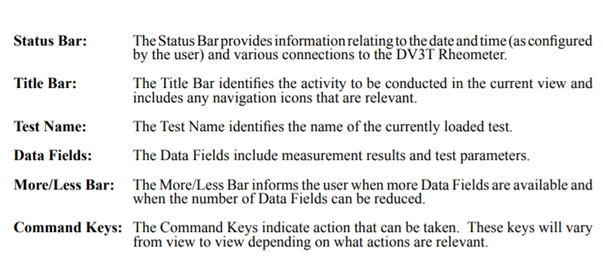 Status Bar: The Status Bar provides information relating to the date and time (as configured
by the user) and various connections to the DV3T Rheometer.
Title Bar: The Title Bar identifies the activity to be conducted in the current view and
includes any navigation icons that are relevant.
Test Name: The Test Name identifies the name of the currently loaded test.
Data Fields: The Data Fields include measurement results and test parameters.
More/Less Bar: The More/Less Bar informs the user when more Data Fields are available and
when the number of Data Fields can be reduced.
Command Keys: The Command Keys indicate action that can be taken. These keys will vary
from view to view depending on what actions are relevant.